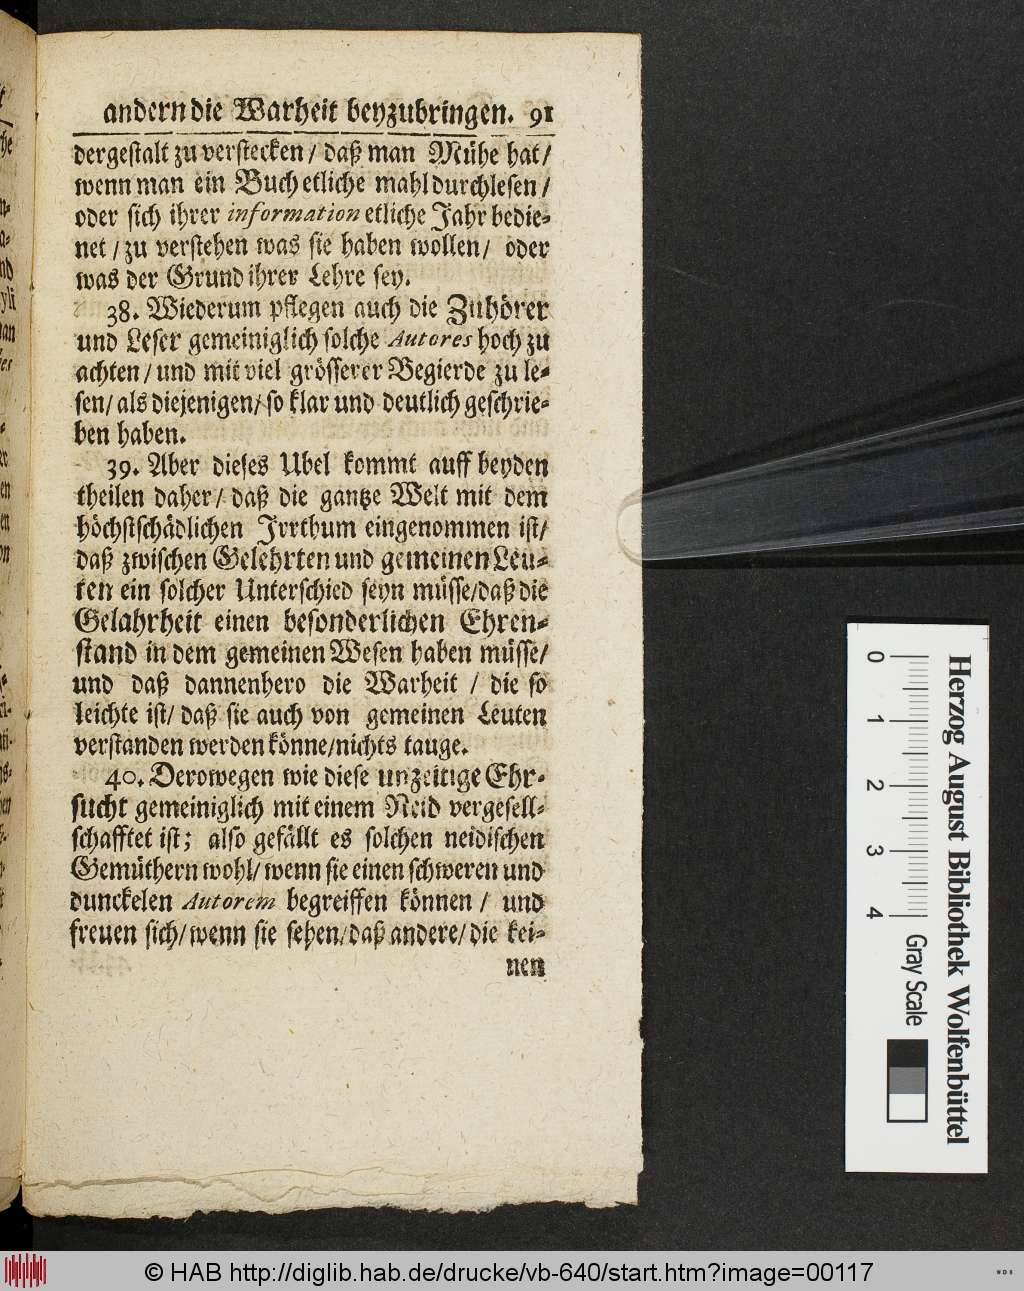 andern die Warheit beyzubringen. 91
dergestalt zu verstecken / daß man Mühe hat /
wenn man ein Buch etliche mahl durchlesen /
oder sich ihrer information etliche Jahr bedie-
net / zu verstehen was sie haben wollen / oder
was der Grund ihrer Lehre sey.
38. Wiederum pflegen auch die Zuhörer
und Leser gemeiniglich solche Autores hoch zu
achten / und mit viel grösserer Begierde zu le-
sen / als diejenigen / so klar und deutlich geschrie-
ben haben.
39. Aber dieses Ubel kommt auff beyden
theilen daher / daß die gantze Welt mit dem
höchstschädlichen Irrthum eingenommen ist /
daß zwischen Gelehrten und gemeinen Leu-
ten ein solcher Unterschied seyn müsse / daß die
Gelahrheit einen besonderlichen Ehren-
stand in dem gemeinen Wesen haben müsse /
und daß dannenhero die Warheit / die so
leichte ist / daß sie auch von gemeinen Leuten
verstanden werden könne / nichts tauge.
40. Derowegen wie diese unzeitige Ehr-
sucht gemeiniglich mit einem Neid vergesell-
schafftet ist; also gefällt es solchen neidischen
Gemüthern wohl / wenn sie einen schweren und
dunckelen Autorem begreiffen können / und
freuen sich / wenn sie sehen / daß andere / die kei-
nen
Herzog August Bibliothek Wolfenbüttel
0 1 2 3 4 Gray Scale
© HAB http://diglib.hab.de/drucke/vb-640/start.htm?image=00117